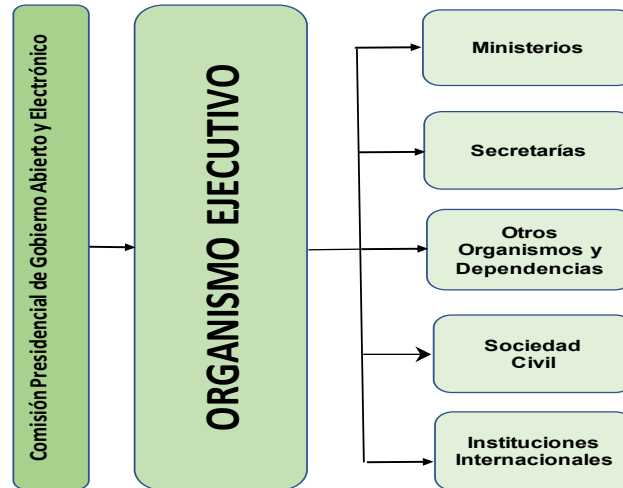 Comisión Presidencial de Gobierno Abierto y Electrónico
ORGANISMO EJECUTIVO
Ministerios
Secretarías
Otros
Organismos y
Dependencias
Sociedad
Civil
Instituciones
Internacionales